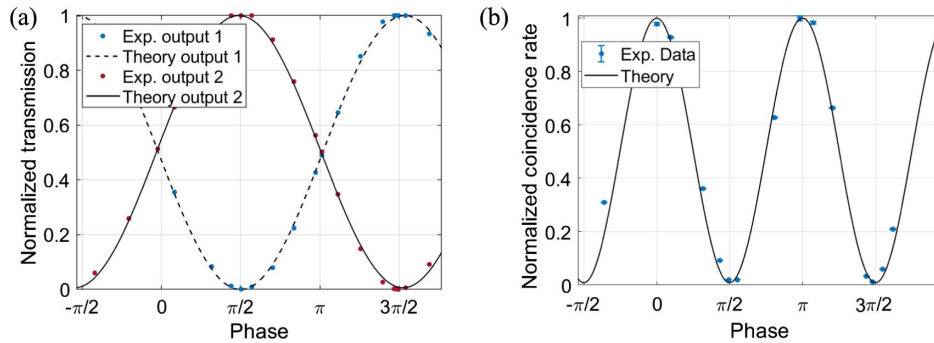 (a)
Normalized transmission
1
0.8
0.6
0.4
0.2
0
Exp. output 1
Theory output 1
Exp. output 2
Theory output 2
-π/2
0
π/2
π
3π/2
Phase
(b)
Normalized coincidence rate
1
0.8
0.6
0.4
0.2
0
Exp. Data
Theory
-π/2
0
π/2
π
3π/2
Phase